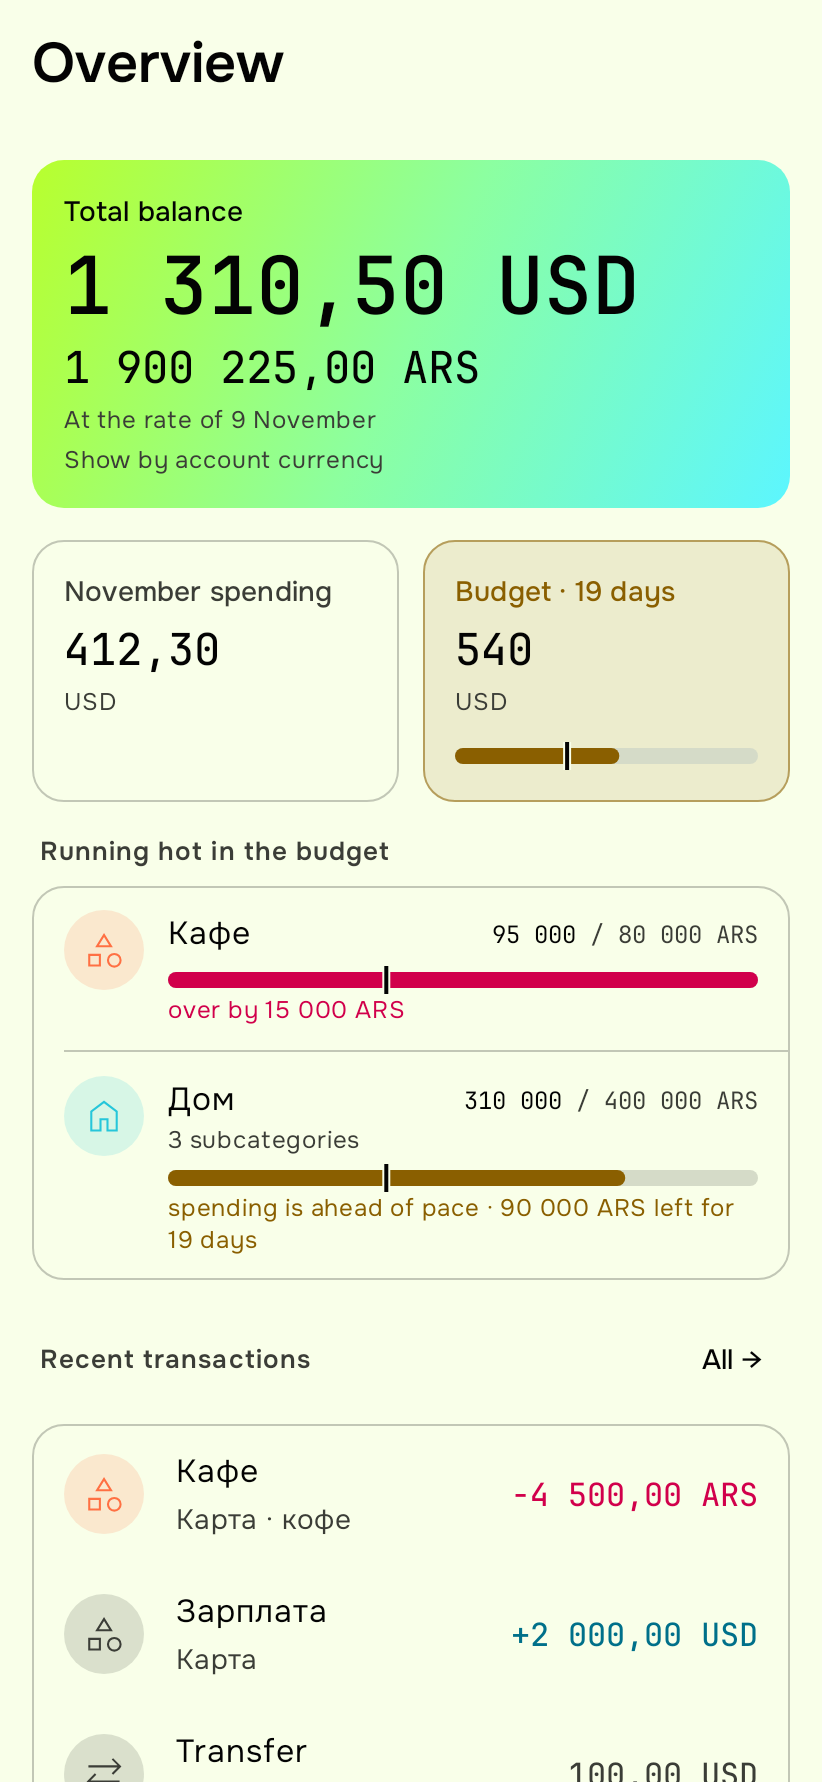 Overview
Total balance
1 310,50 USD
1 900 225,00 ARS
At the rate of 9 November
Show by account currency
November spending
412,30
USD
Budget · 19 days
540
USD
Running hot in the budget
Кафе
95 000 / 80 000 ARS
over by 15 000 ARS
Дом
310 000 / 400 000 ARS
3 subcategories
spending is ahead of pace · 90 000 ARS left for
19 days
Recent transactions
All →
Кафе
Карта · кофе
-4 500,00 ARS
Зарплата
Карта
+2 000,00 USD
Transfer
100,00 USD